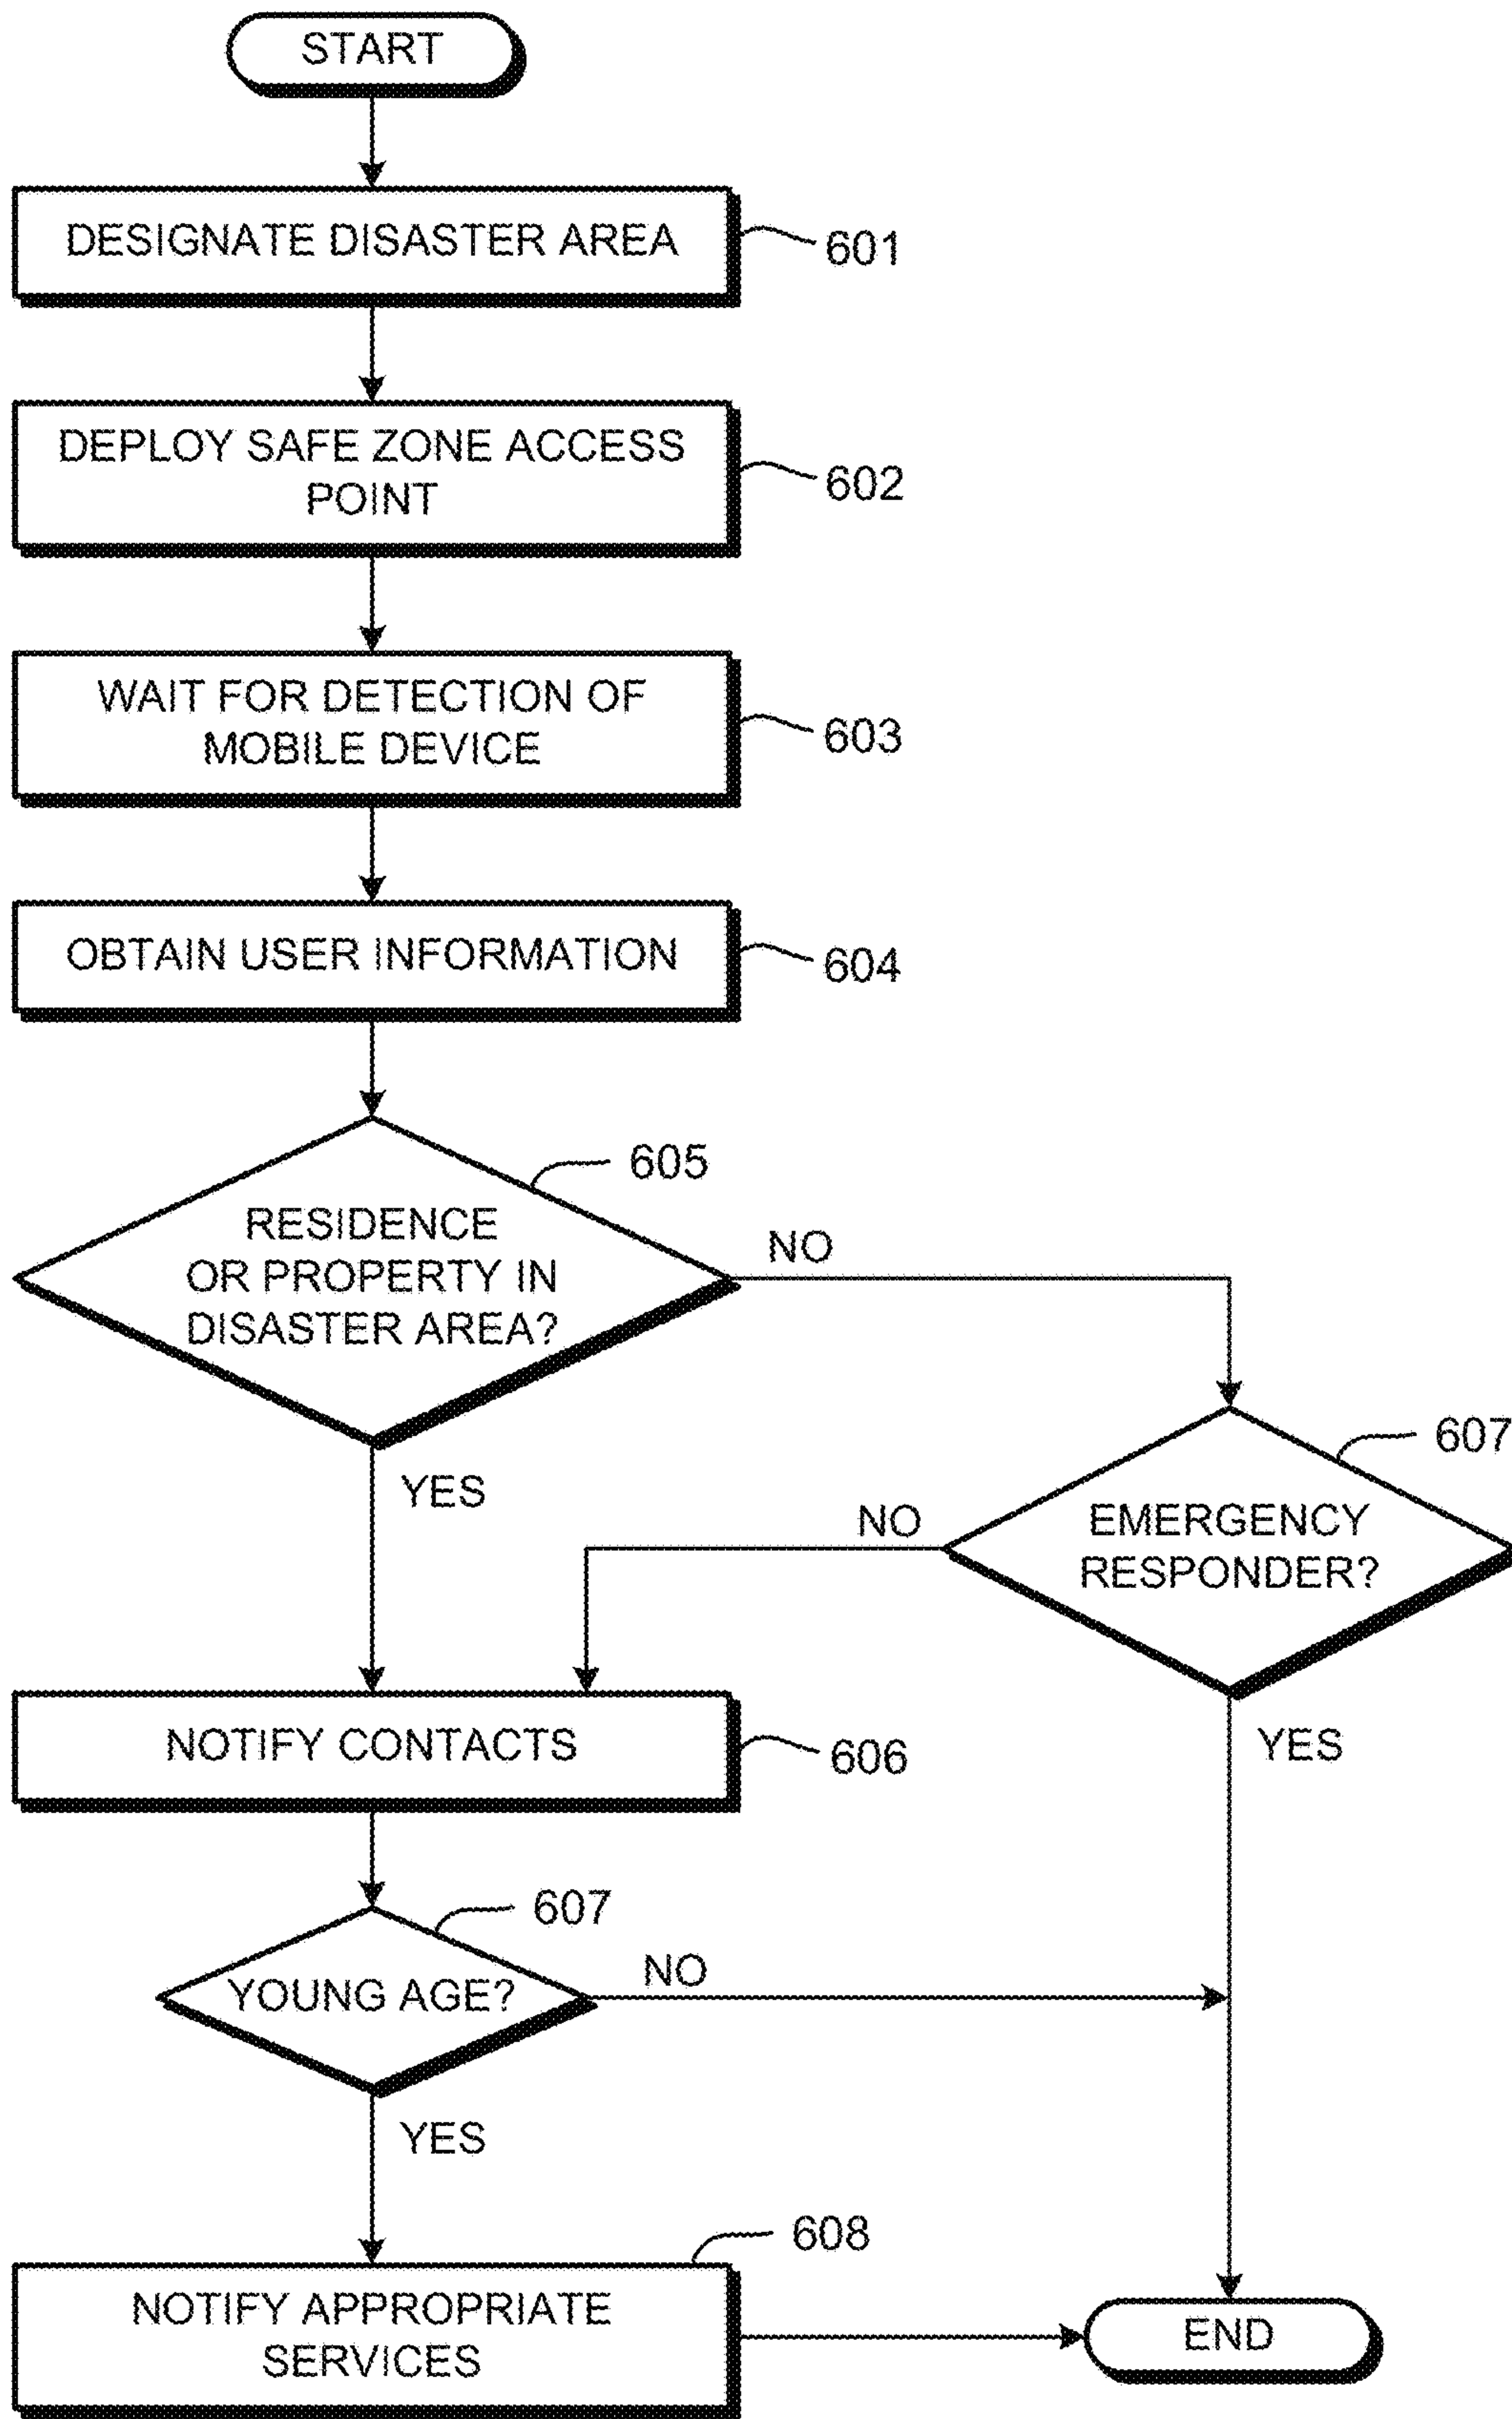 START
DESIGNATE DISASTER AREA
601
DEPLOY SAFE ZONE ACCESS
POINT
602
WAIT FOR DETECTION OF
MOBILE DEVICE
603
OBTAIN USER INFORMATION
604
605
RESIDENCE
OR PROPERTY IN
DISASTER AREA?
NO
YES
607
EMERGENCY
RESPONDER?
NO
YES
NOTIFY CONTACTS
606
607
YOUNG AGE?
NO
YES
608
NOTIFY APPROPRIATE
SERVICES
END